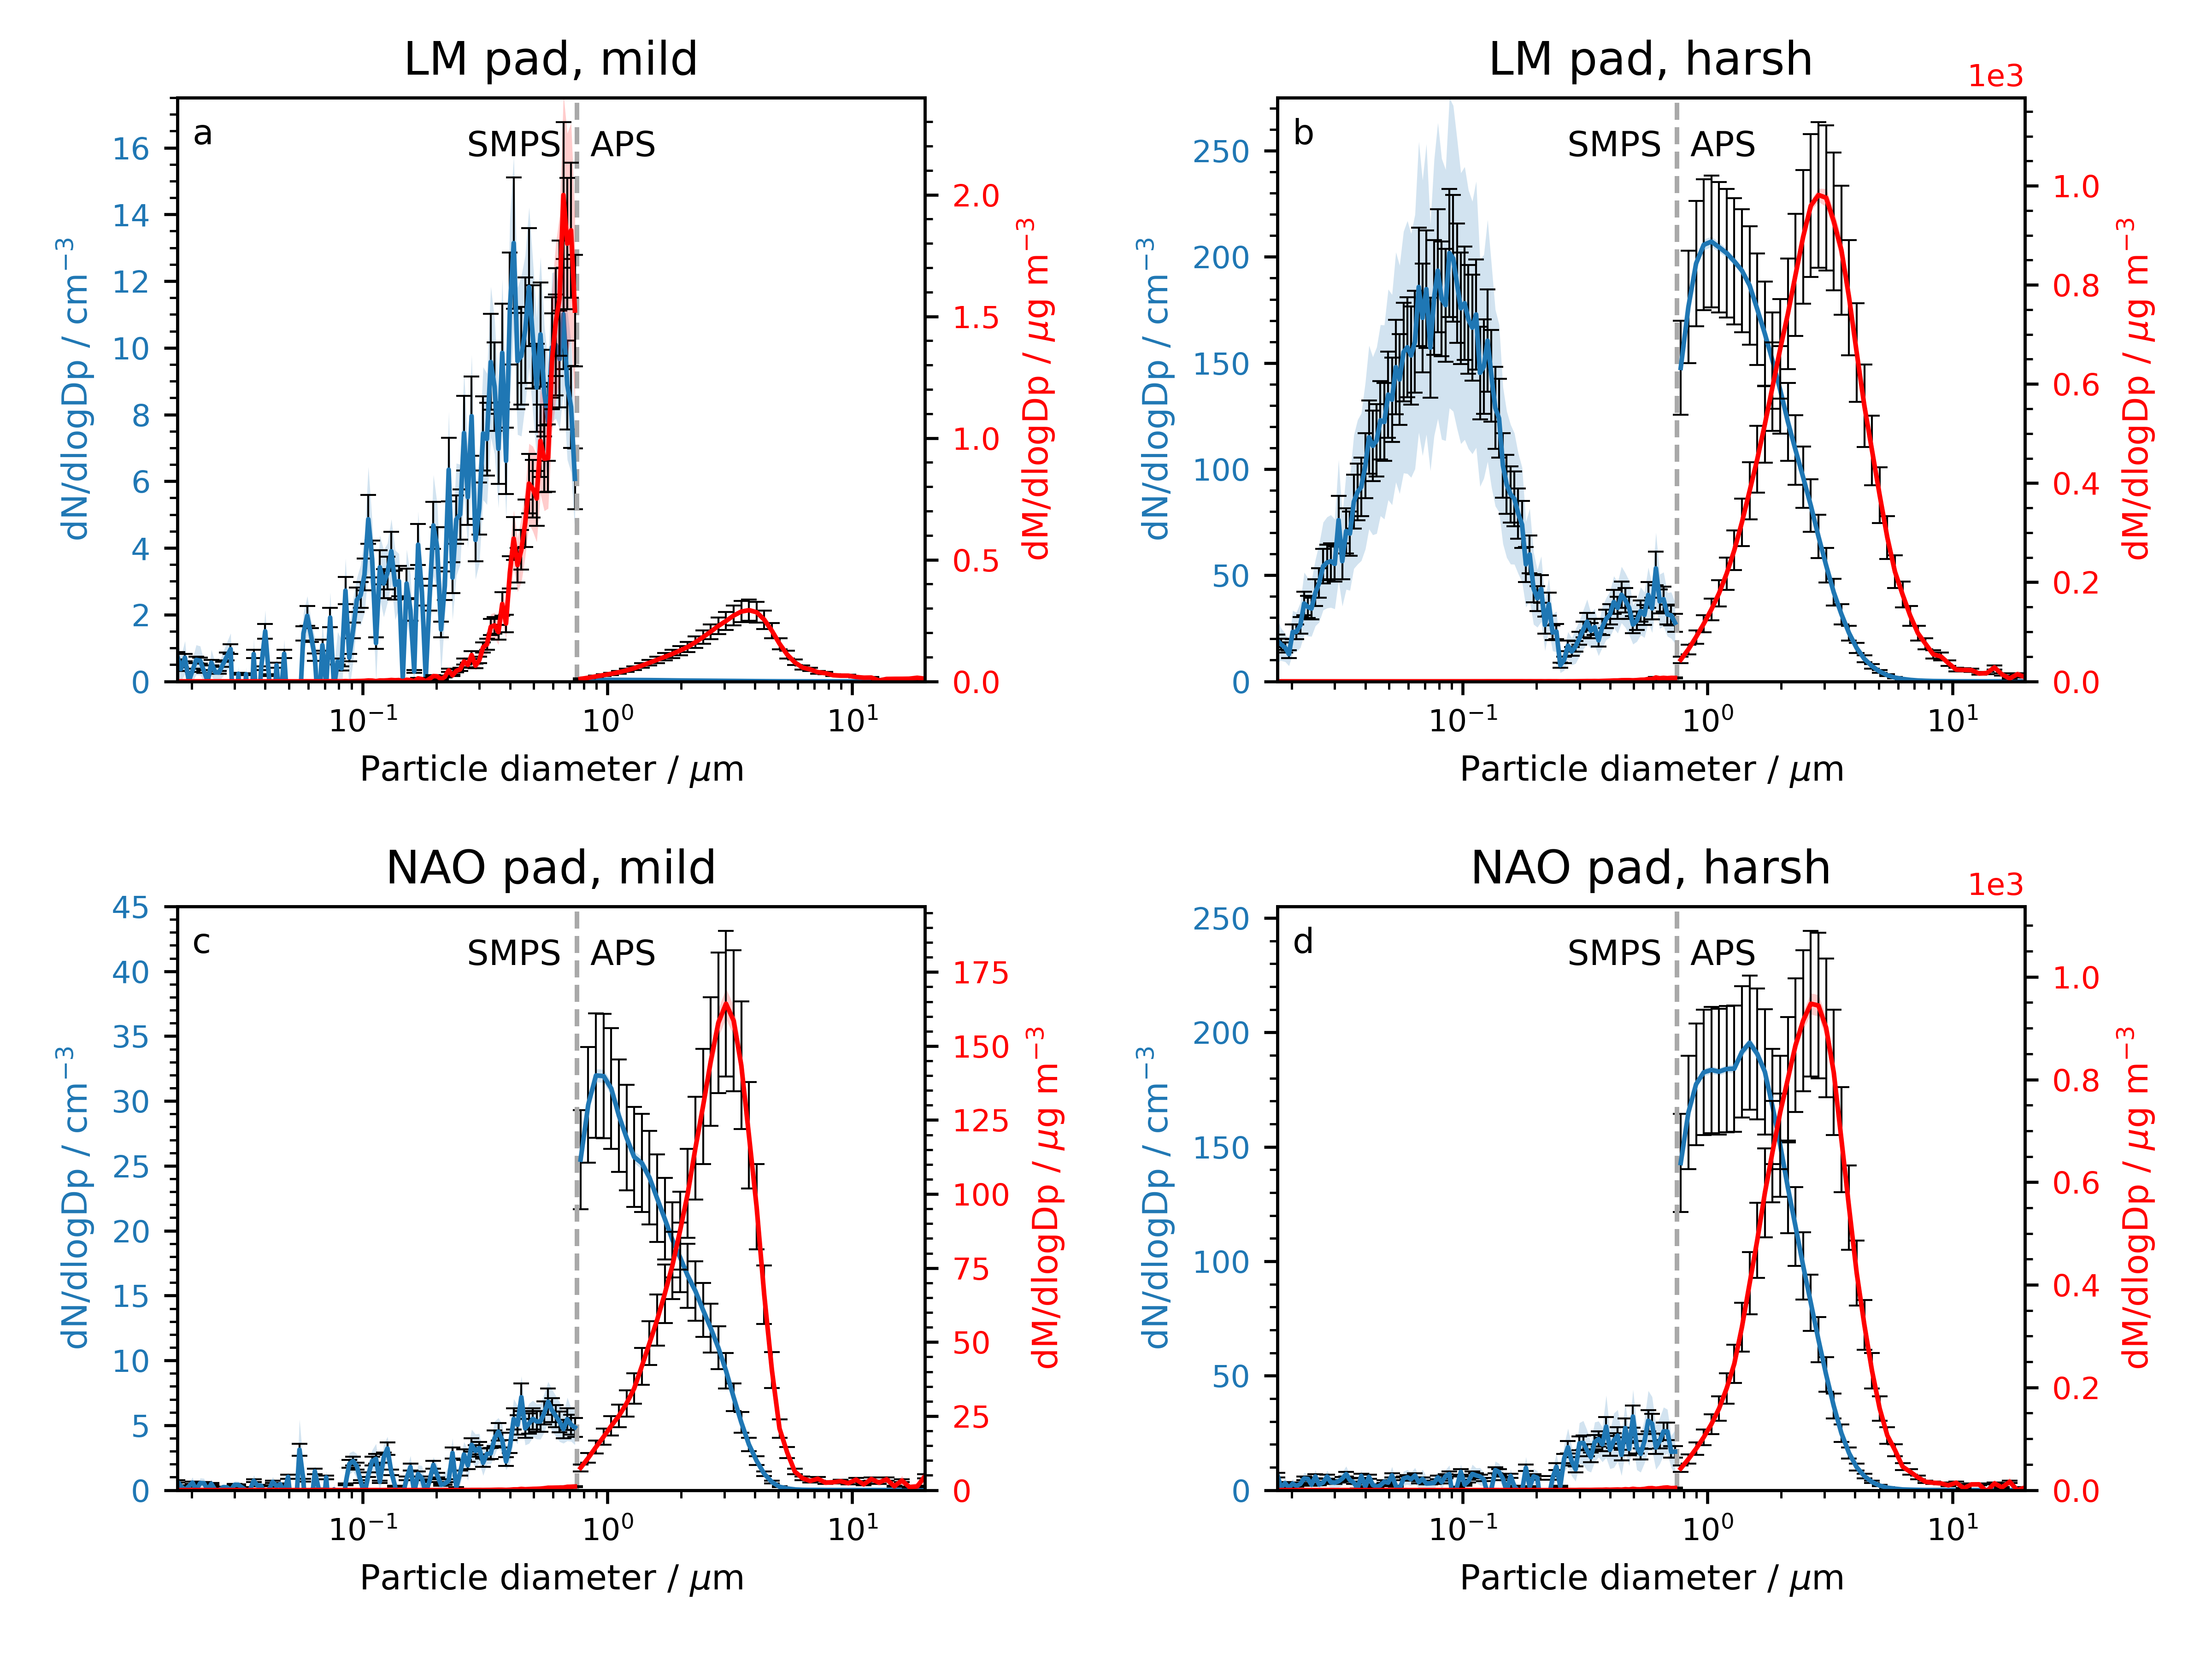 LM pad, mild
a
SMPS
APS
16
14
12
10
8
6
4
2
0
dN/dlogDp / cm⁻³
2.0
1.5
1.0
0.5
0.0
dM/dlogDp / μg m⁻³
10⁻¹
10⁰
10¹
Particle diameter / μm
LM pad, harsh
1e3
b
SMPS
APS
250
200
150
100
50
0
dN/dlogDp / cm⁻³
1.0
0.8
0.6
0.4
0.2
0.0
dM/dlogDp / μg m⁻³
10⁻¹
10⁰
10¹
Particle diameter / μm
NAO pad, mild
c
SMPS
APS
45
40
35
30
25
20
15
10
5
0
dN/dlogDp / cm⁻³
175
150
125
100
75
50
25
0
dM/dlogDp / μg m⁻³
10⁻¹
10⁰
10¹
Particle diameter / μm
NAO pad, harsh
1e3
d
SMPS
APS
250
200
150
100
50
0
dN/dlogDp / cm⁻³
1.0
0.8
0.6
0.4
0.2
0.0
dM/dlogDp / μg m⁻³
10⁻¹
10⁰
10¹
Particle diameter / μm